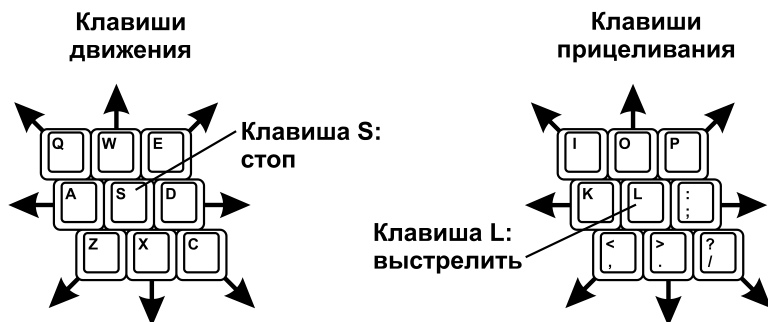 Клавиши
движения
Q W E
A S D
Z X C
Клавиша S:
стоп
Клавиши
прицеливания
I O P
K L : ;
< , > . ? /
Клавиша L:
выстрелить